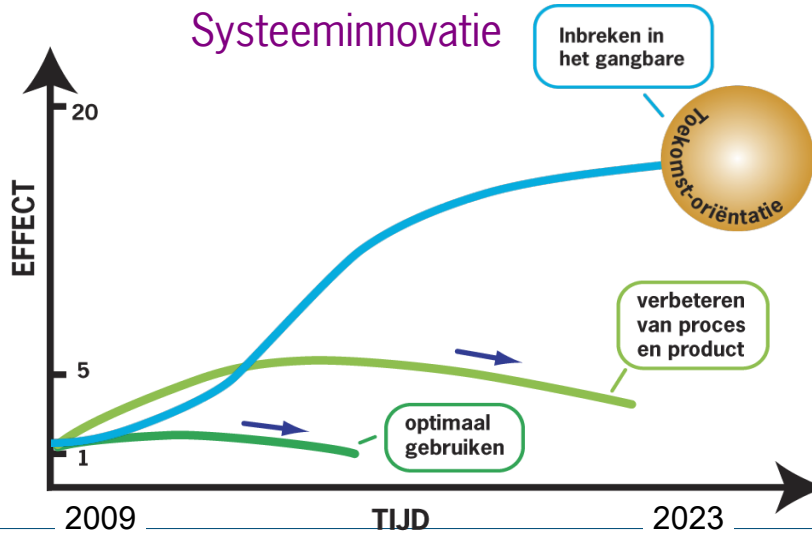 Systeeminnovatie
Inbreken in
het gangbare
20
Toekomst-oriëntatie
EFFECT
verbeteren
van proces
en product
5
optimaal
gebruiken
1
2009
TIJD
2023